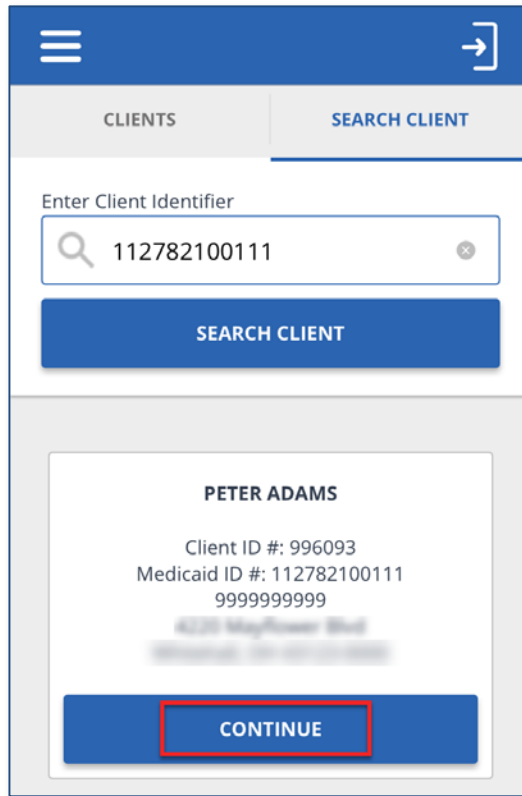 CLIENTS
SEARCH CLIENT
Enter Client Identifier
112782100111
SEARCH CLIENT
PETER ADAMS
Client ID #: 996093
Medicaid ID #: 112782100111
9999999999
CONTINUE